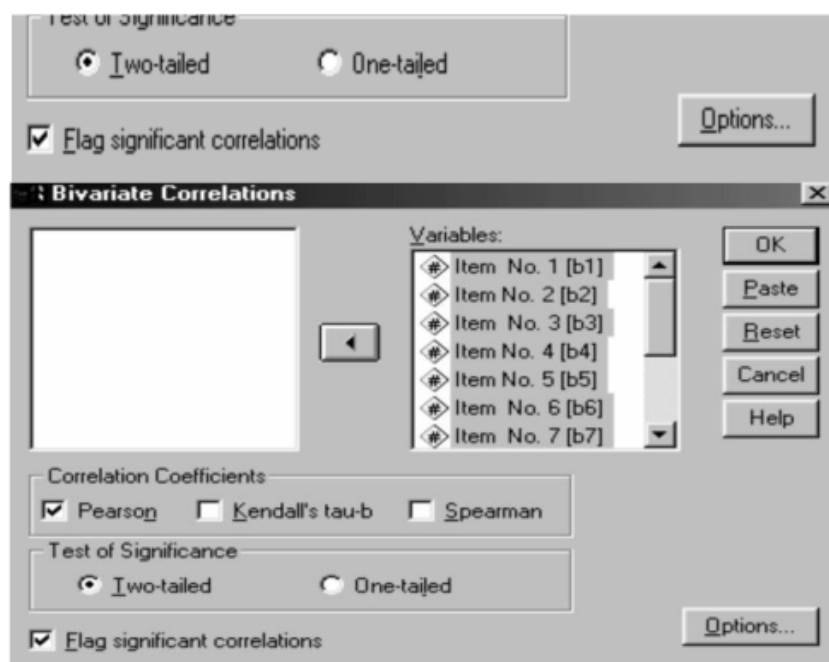 Test of Significance
Two-tailed One-tailed
Options...
Flag significant correlations
Bivariate Correlations
Variables:
OK
Item No. 1 [b1]
Item No. 2 [b2]
Paste
Item No. 3 [b3]
Reset
Item No. 4 [b4]
Item No. 5 [b5]
Cancel
Item No. 6 [b6]
Help
Item No. 7 [b7]
Correlation Coefficients
Pearson Kendall's tau-b Spearman
Test of Significance
Two-tailed One-tailed
Options...
Flag significant correlations